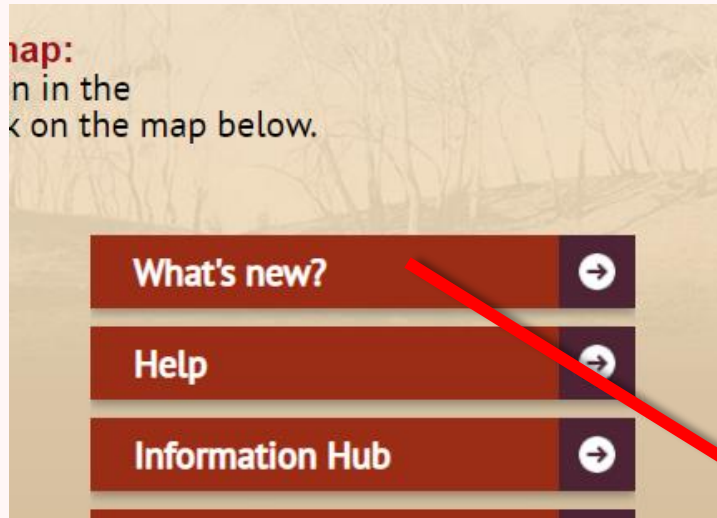 nap:
n in the
k on the map below.
What's new?
Help
Information Hub